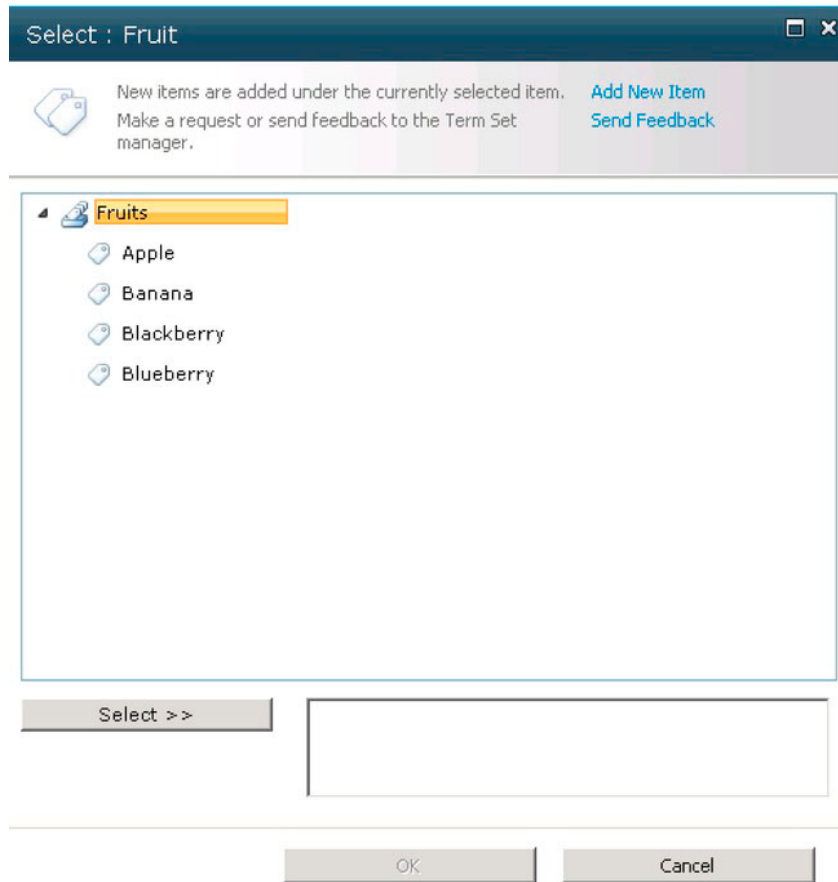 Select : Fruit
New items are added under the currently selected item.
Add New Item
Make a request or send feedback to the Term Set
manager.
Send Feedback
Fruits
Apple
Banana
Blackberry
Blueberry
Select >>
OK
Cancel